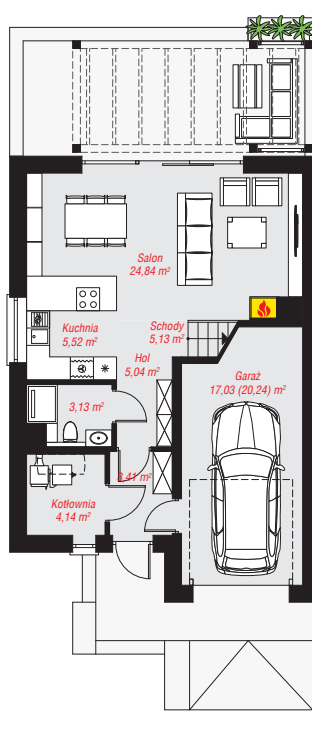 Salon
24,84 m²
Kuchnia
5,52 m²
Schody
5,13 m²
Hol
5,04 m²
Garaż
17,03 (20,24) m²
3,13 m²
3,41 m²
Kotłownia
4,14 m²